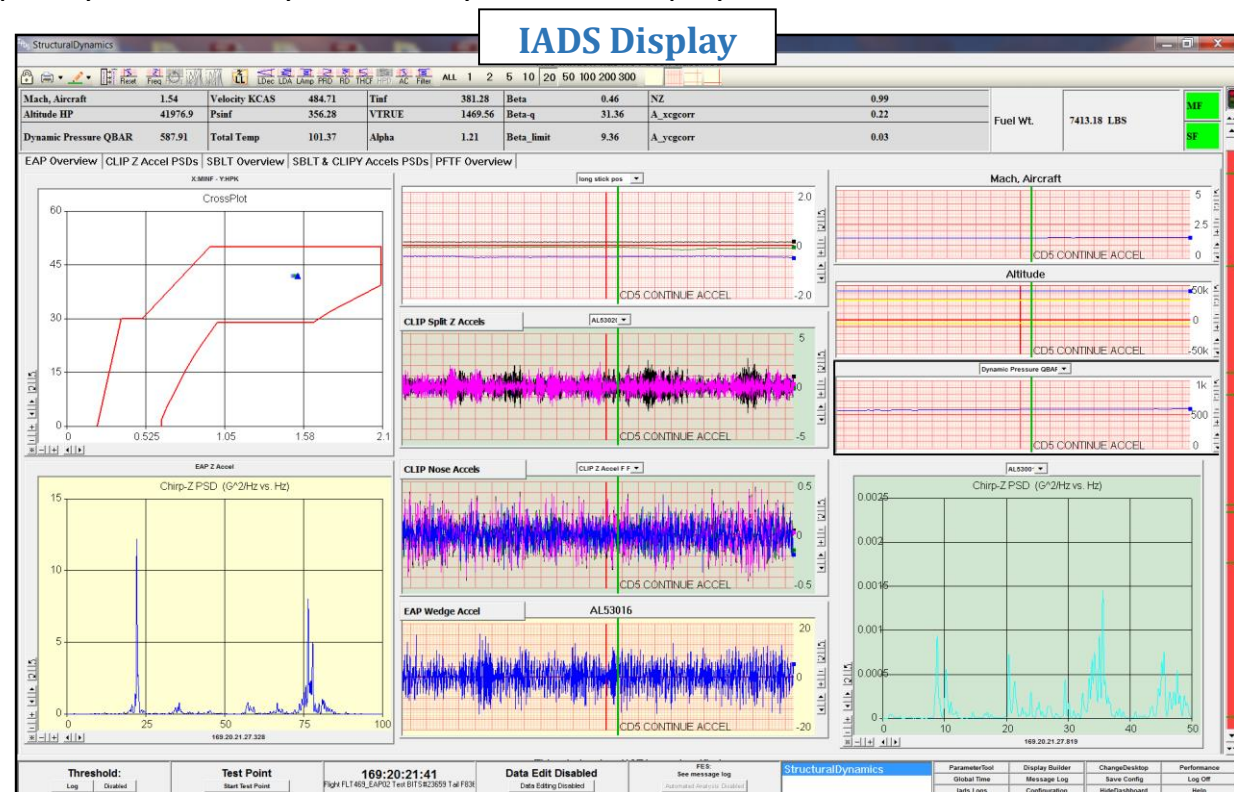 IADS Display
StructuralDynamics
Reset Freq LL LDec LDA LAmp PRD RD THCF HPD AC Filter ALL 1 2 5 10 20 50 100 200 300
Mach, Aircraft 1.54 Velocity KCAS 484.71 Tinf 381.28 Beta 0.46 NZ 0.99
Altitude HP 41976.9 Psinf 356.28 VTRUE 1469.56 Beta-q 31.36 A_xcgcorr 0.22
Dynamic Pressure QBAR 587.91 Total Temp 101.37 Alpha 1.21 Beta_limit 9.36 A_ycgcorr 0.03
Fuel Wt. 7413.18 LBS
MF
SF
EAP Overview CLIP Z Accel PSDs SBLT Overview SBLT & CLIPY Accels PSDs PFTF Overview
X:MINF - Y:HPK
CrossPlot
60
45
30
15
0
0 0.525 1.05 1.58 2.1
long stick pos
2.0
0
CD5 CONTINUE ACCEL -2.0
Mach, Aircraft
5
2.5
CD5 CONTINUE ACCEL 0
Altitude
50k
0
CD5 CONTINUE ACCEL -50k
Dynamic Pressure QBAR
1k
500
CD5 CONTINUE ACCEL 0
CLIP Split Z Accels
5
0
CD5 CONTINUE ACCEL -5
EAP Z Accel
Chirp-Z PSD (G^2/Hz vs. Hz)
15
10
5
0
0 25 50 75 100
169.20.21.27.328
CLIP Nose Accels CLIP Z Accel F
0.5
0
CD5 CONTINUE ACCEL -0.5
EAP Wedge Accel AL53016
20
0
CD5 CONTINUE ACCEL -20
Chirp-Z PSD (G^2/Hz vs. Hz)
0.0025
0.002
0.0015
0.001
0.0005
0
0 10 20 30 40 50
169.20.21.27.819
Threshold:
Log Disabled
Test Point
Start Test Point
169:20:21:41
Data Edit Disabled
Data Editing Disabled
FES:
See message log
Automated Analysis Disabled
StructuralDynamics
ParameterTool Display Builder ChangeDesktop Performance
Global Time Message Log Save Config Log Off
Iads Logs Configuration HideDashboard Help